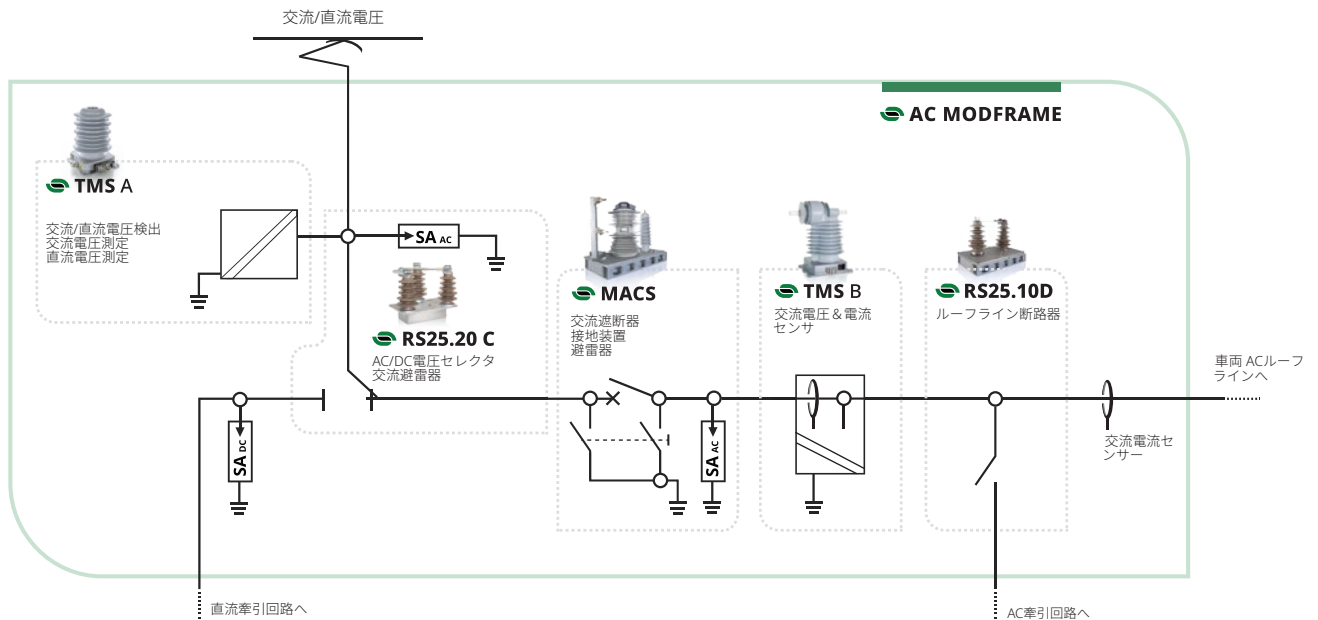 交流/直流電圧
AC MODFRAME
TMS A
交流/直流電圧検出
交流電圧測定
直流電圧測定
SA AC
RS25.20 C
AC/DC電圧セレクタ
交流避雷器
MACS
交流遮断器
接地装置
避雷器
TMS B
交流電圧＆電流
センサ
RS25.10D
ルーフライン断路器
車両 ACルーフ
ラインへ
交流電流セ
ンサー
SA DC
SA AC
直流牽引回路へ
AC牽引回路へ